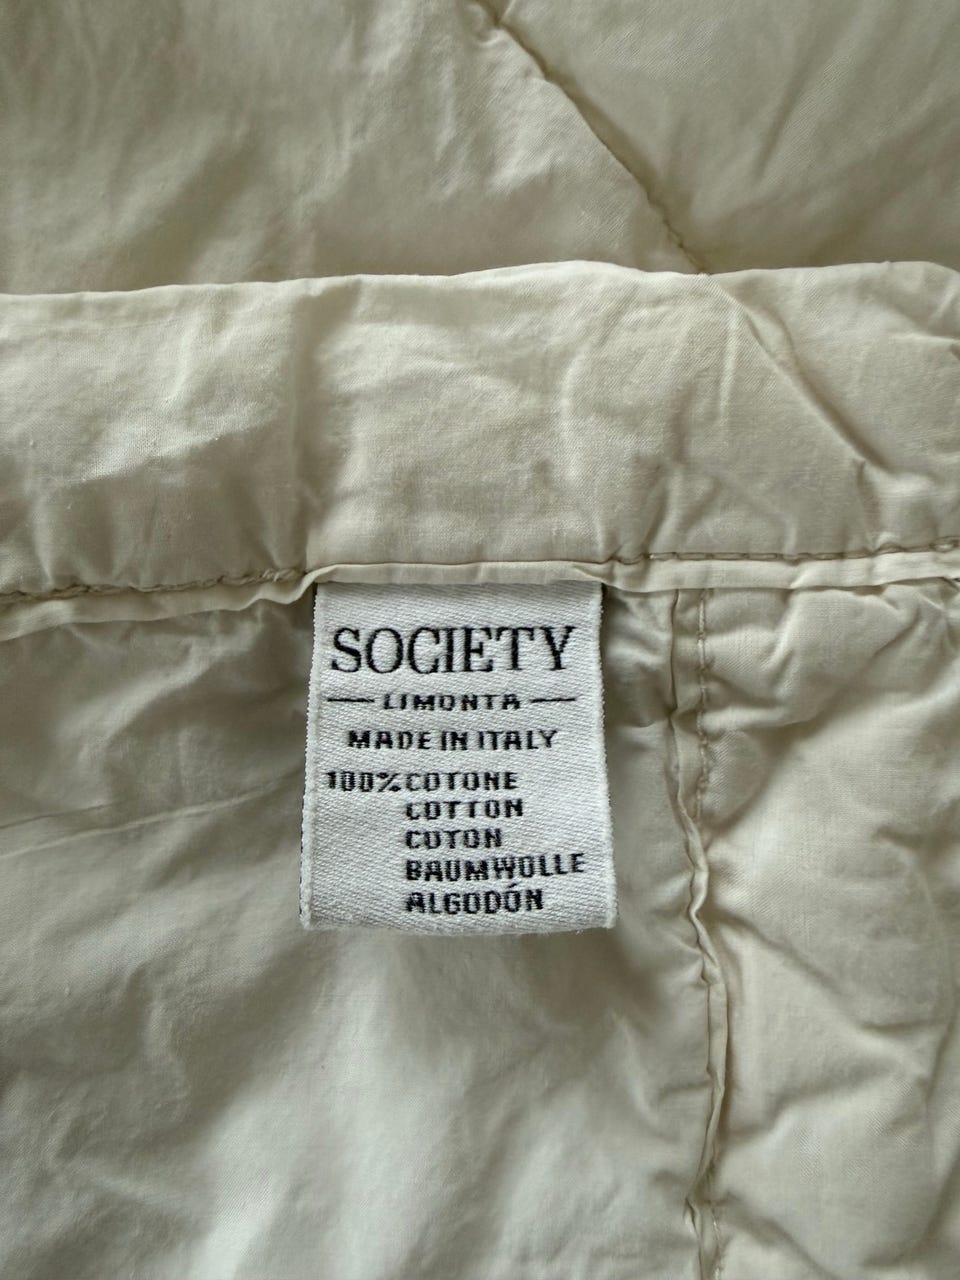 SOCIETY
LIMONTA
MADE IN ITALY
100% COTONE
COTTON
COTON
BAUMWOLLE
ALGODÓN